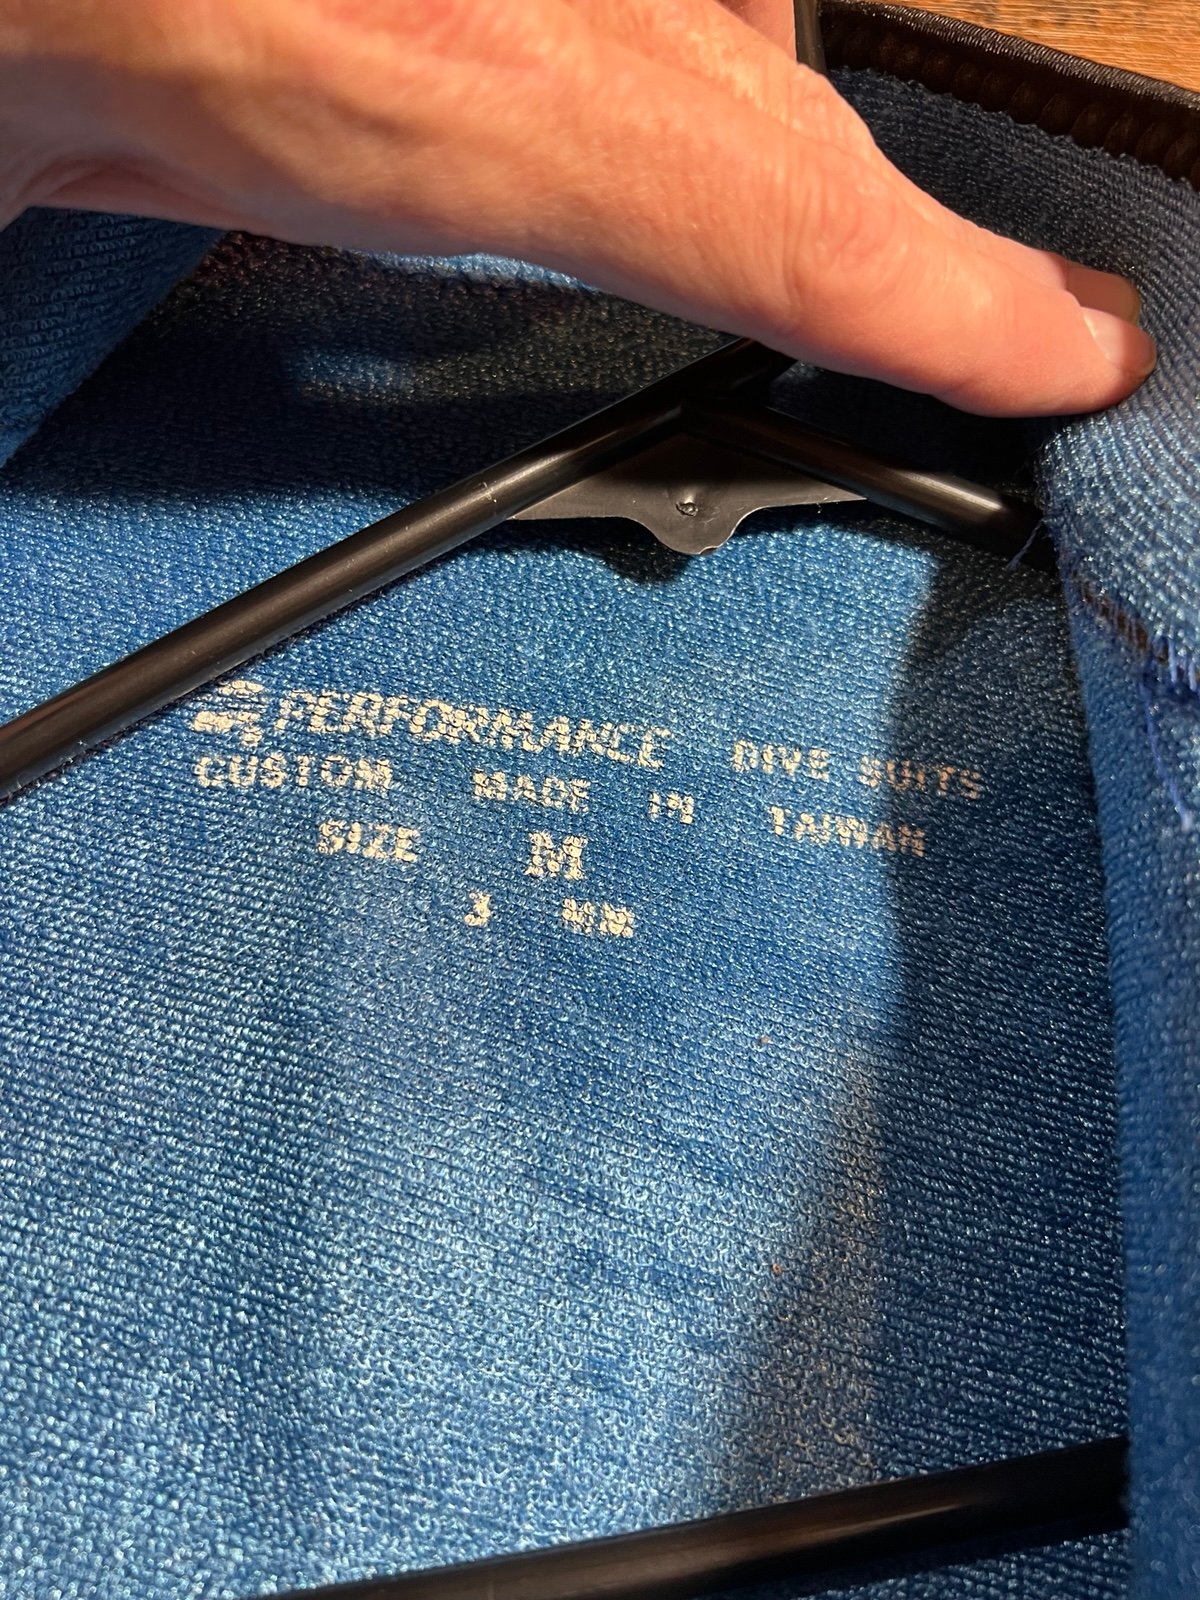 PERFORMANCE DIVE SUITS
CUSTOM MADE IN TAIWAN
SIZE M
3 MM